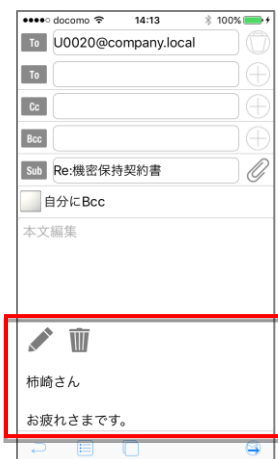 docomo 14:13 100%
To U0020@company.local
To
Cc
Bcc
Sub Re:機密保持契約書
自分にBcc
本文編集
柿崎さん
お疲れさまです。